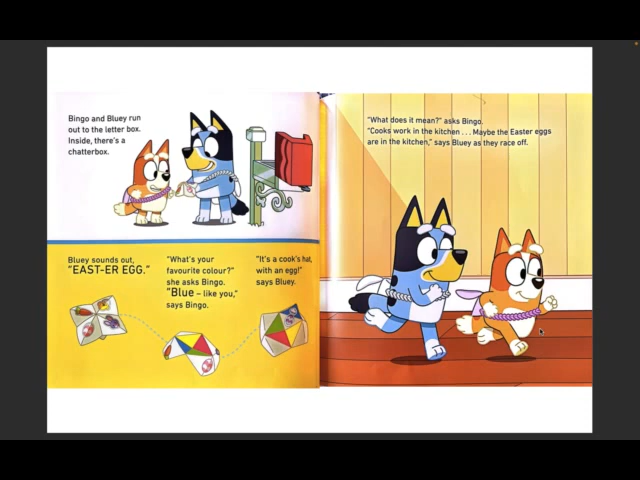 Bingo and Bluey run
out to the letter box.
Inside, there's a
chatterbox.
Bluey sounds out,
"EAST-ER EGG."
"What's your
favourite colour?"
she asks Bingo.
"Blue – like you,"
says Bingo.
"It's a cook's hat,
with an egg!"
says Bluey.
"What does it mean?" asks Bingo.
"Cooks work in the kitchen . . . Maybe the Easter eggs
are in the kitchen," says Bluey as they race off.